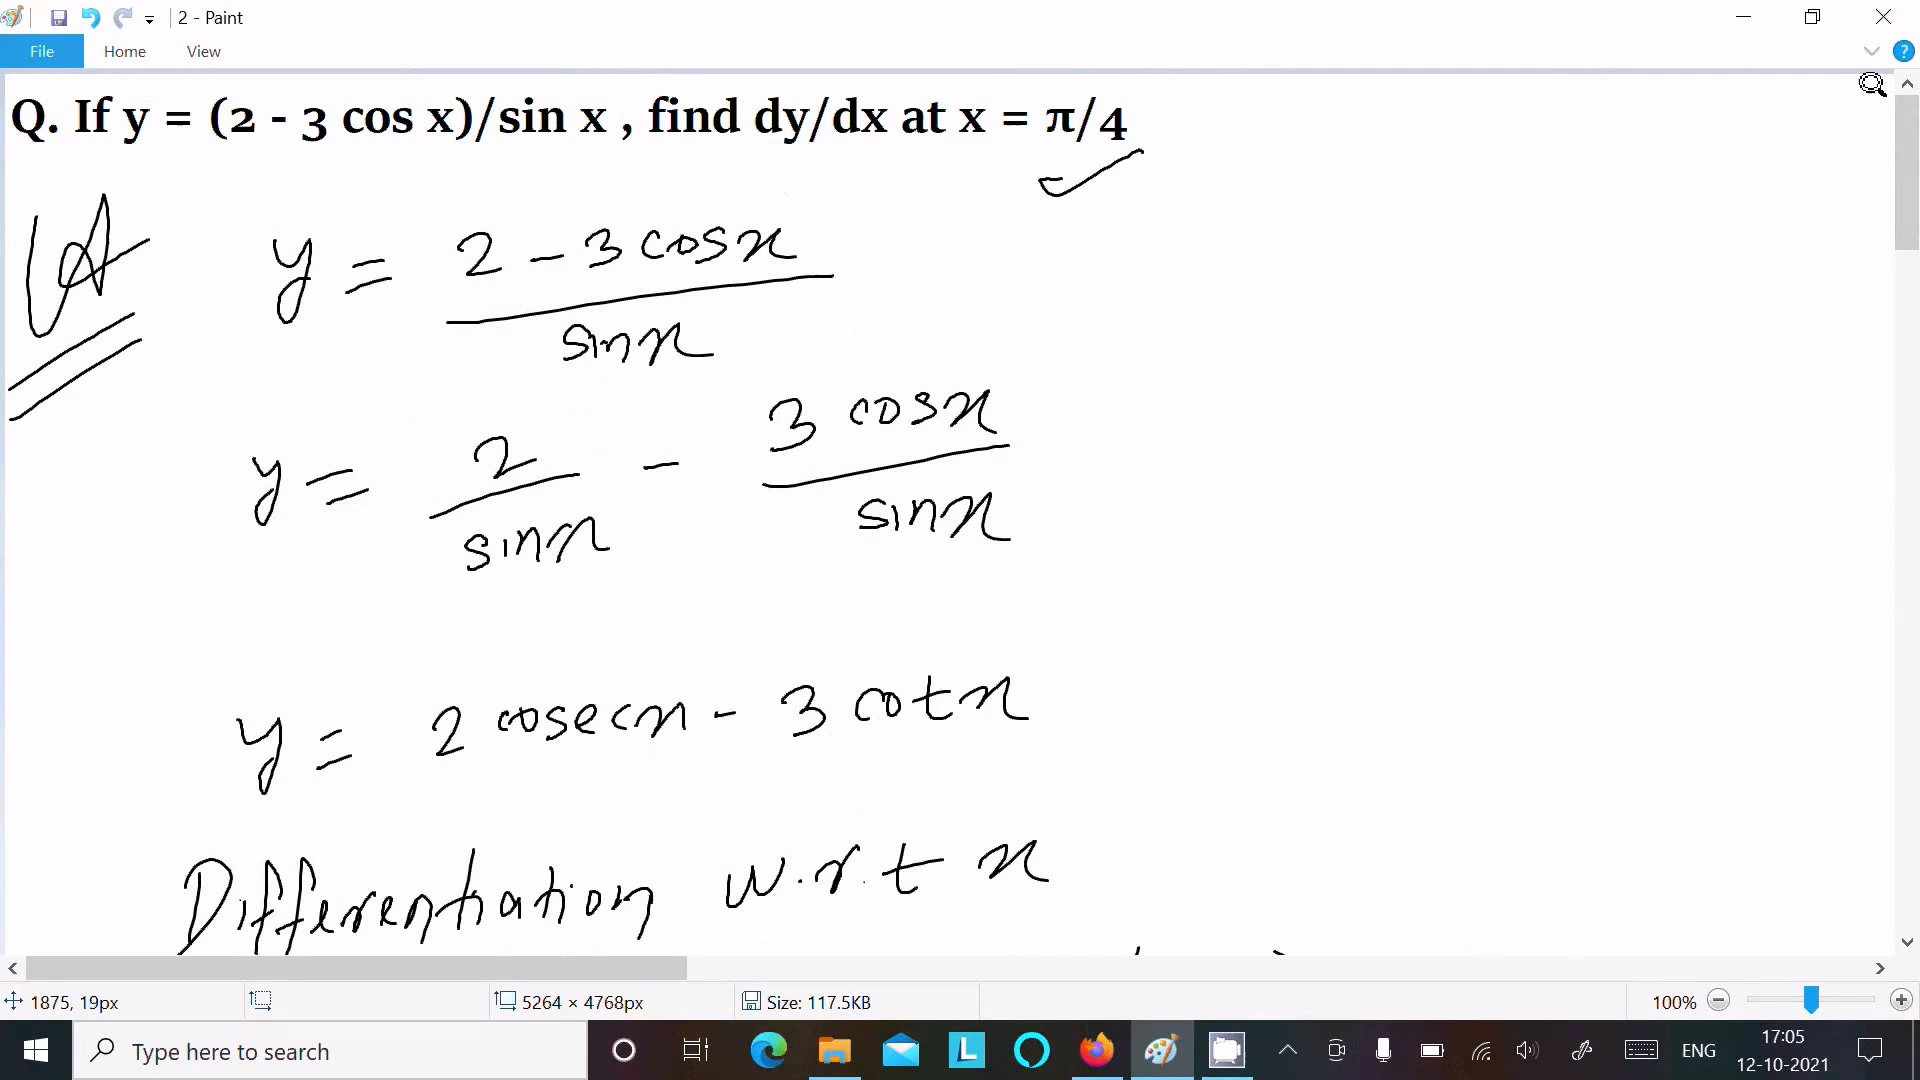 2 - Paint
File Home View
Q. If y = (2 - 3 cos x)/sin x , find dy/dx at x = π/4
y = 2 - 3 cosx
sinx
y = 2 - 3 cosx
sinx sinx
y = 2 cosecx - 3 cotx
Differentiation w.r.t x
1875, 19px 5264 × 4768px Size: 117.5KB 100%
Type here to search
L
ENG
17:05
12-10-2021